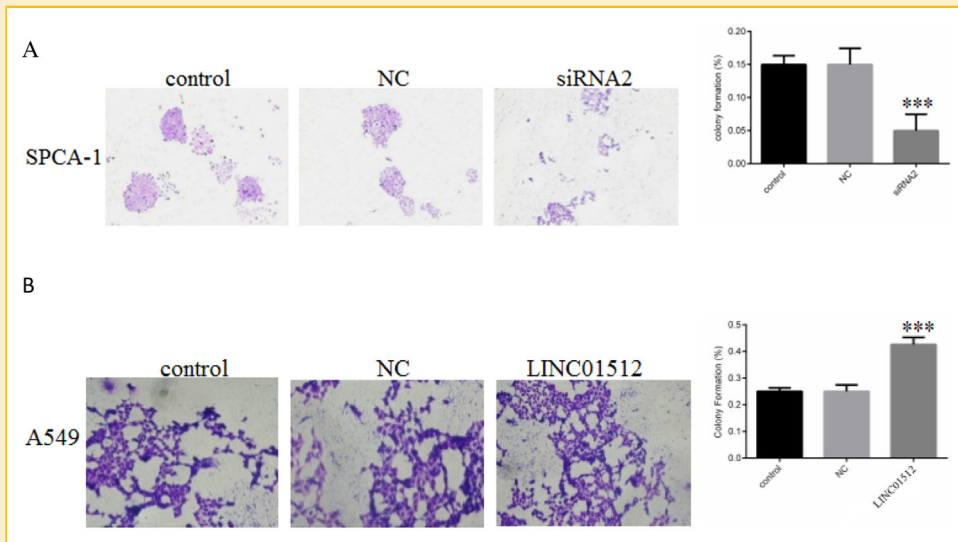 A
control NC siRNA2
SPCA-1
colony formation (%)
0.20
0.15
0.10
0.05
0.00
***
control NC siRNA2
B
control NC LINC01512
A549
Colony Formation (%)
0.5
0.4
0.3
0.2
0.1
0.0
***
control NC LINC01512